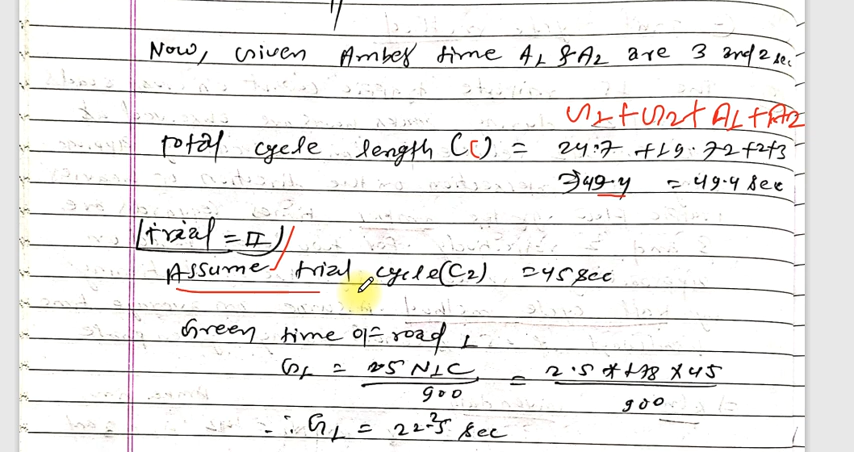 Now, Given Amber time A1 & A2 are 3 and 2 sec.
G1 + G2 + A1 + A2
total cycle length (C) = 24.7 + 19.72 + 2 + 3
⇒ 49.4 = 49.4 sec
trial = II
Assume trial cycle (C2) = 45 sec
Green time of road 1
G1 = 2.5 N1C / 900 = 2.5 * 178 × 45 / 900
∴ G1 = 22.25 sec